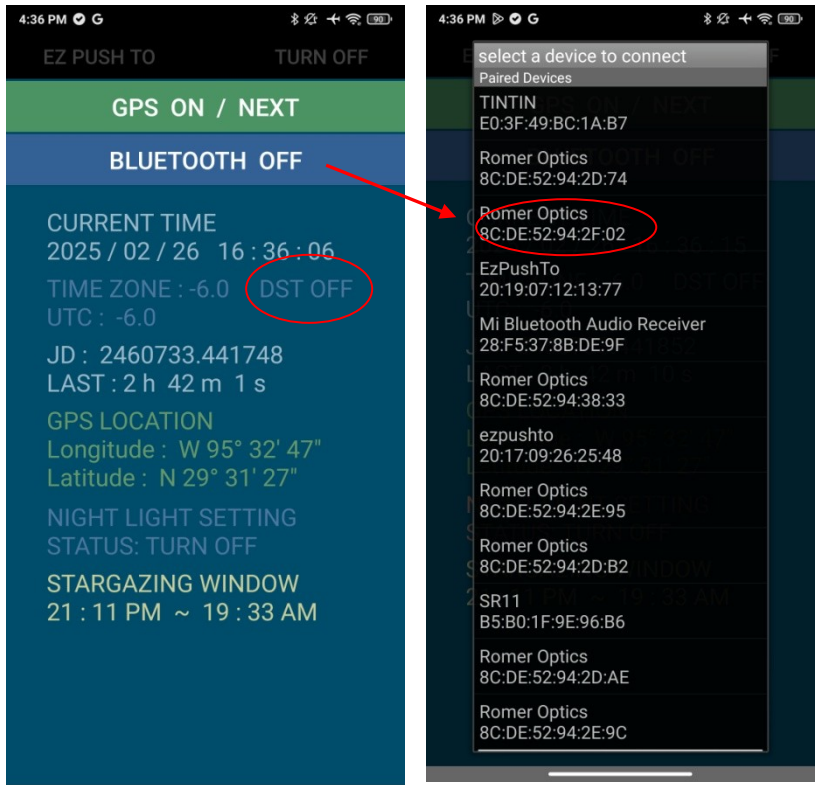 4:36 PM G 90
EZ PUSH TO TURN OFF
GPS ON / NEXT
BLUETOOTH OFF
CURRENT TIME
2025 / 02 / 26 16 : 36 : 06
TIME ZONE : -6.0 DST OFF
UTC : -6.0
JD : 2460733.441748
LAST : 2 h 42 m 1 s
GPS LOCATION
Longitude : W 95° 32' 47"
Latitude : N 29° 31' 27"
NIGHT LIGHT SETTING
STATUS: TURN OFF
STARGAZING WINDOW
21 : 11 PM ~ 19 : 33 AM
4:36 PM G 90
select a device to connect
Paired Devices
TINTIN
E0:3F:49:BC:1A:B7
Romer Optics
8C:DE:52:94:2D:74
Romer Optics
8C:DE:52:94:2F:02
EzPushTo
20:19:07:12:13:77
Mi Bluetooth Audio Receiver
28:F5:37:8B:DE:9F
Romer Optics
8C:DE:52:94:38:33
ezpushto
20:17:09:26:25:48
Romer Optics
8C:DE:52:94:2E:95
Romer Optics
8C:DE:52:94:2D:B2
SR11
B5:B0:1F:9E:96:B6
Romer Optics
8C:DE:52:94:2D:AE
Romer Optics
8C:DE:52:94:2E:9C